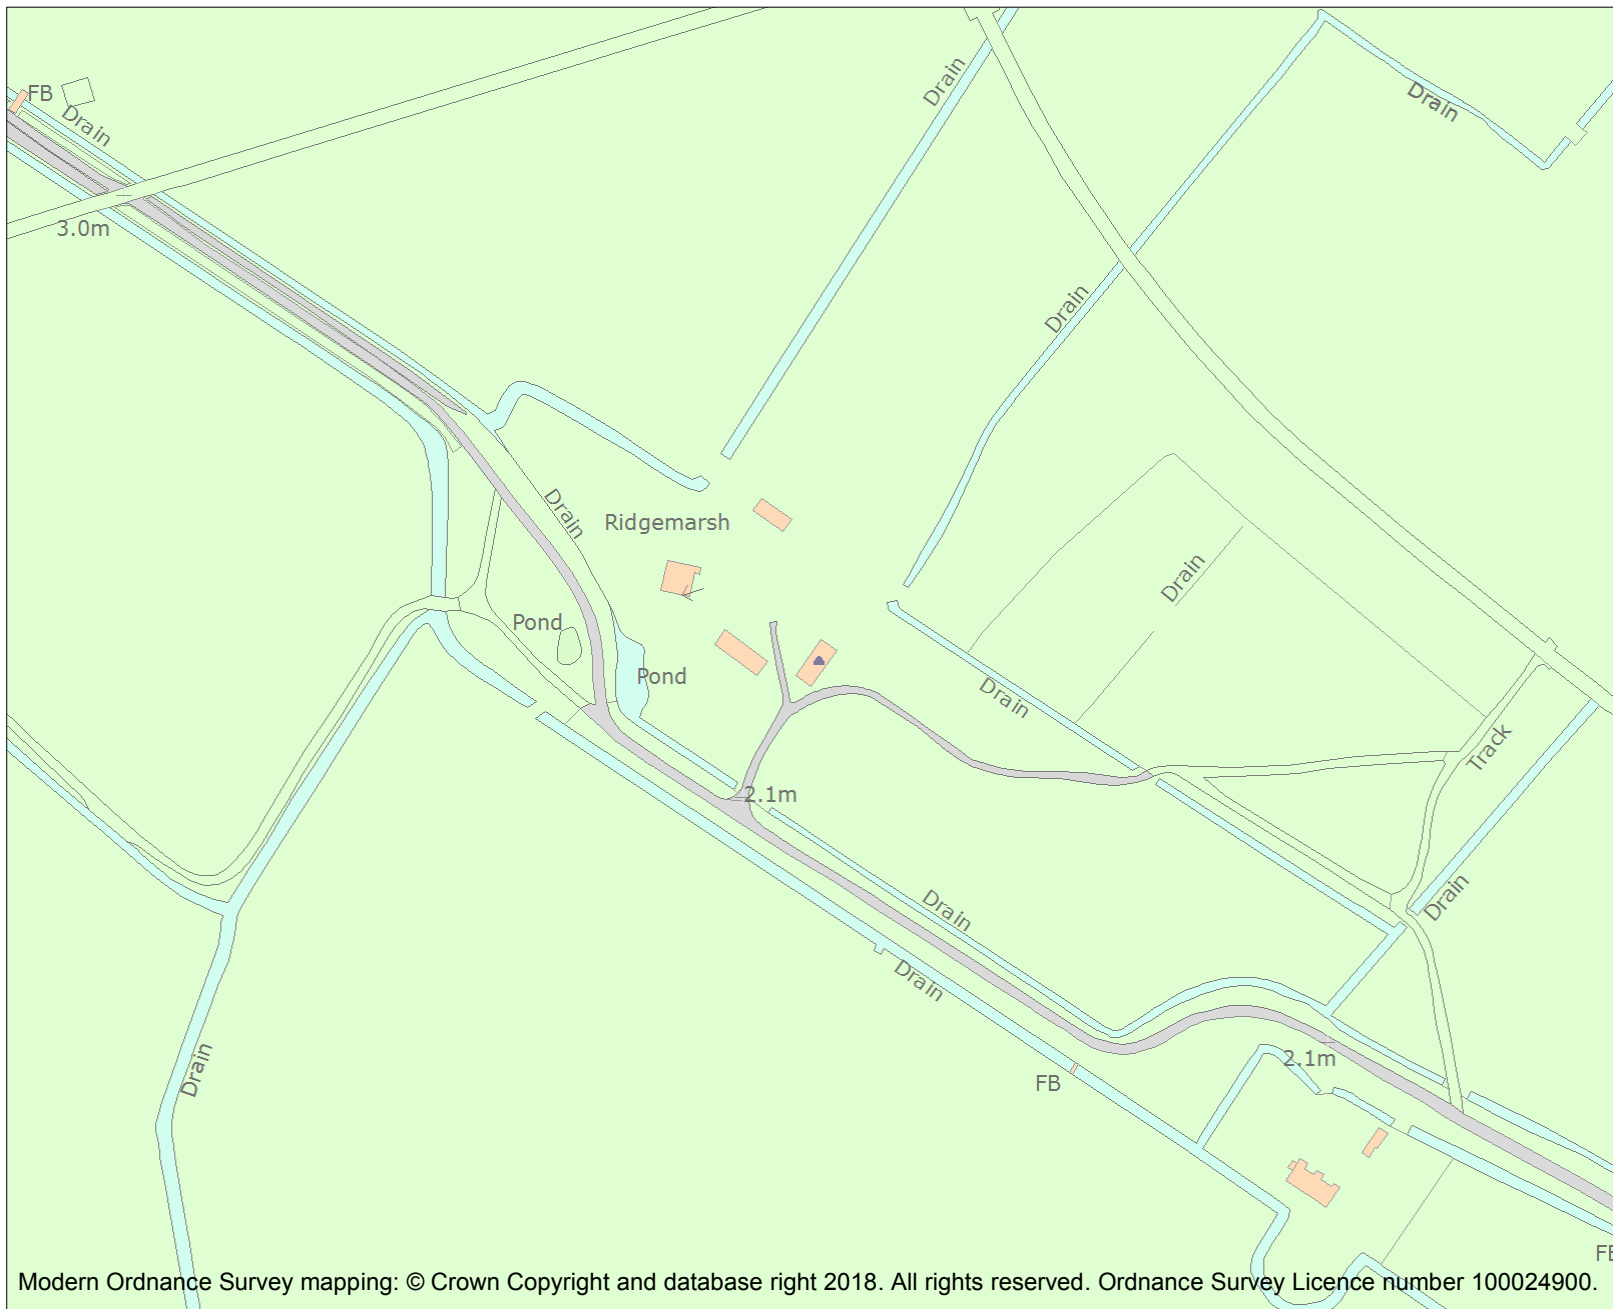 Drain
Drain
FB
Drain
3.0m
Drain
Drain
Ridgemarsh
Drain
Pond
Pond
Drain
Track
2.1m
Drain
Drain
Drain
Drain
2.1m
FB
FB
Modern Ordnance Survey mapping: © Crown Copyright and database right 2018. All rights reserved. Ordnance Survey Licence number 100024900.